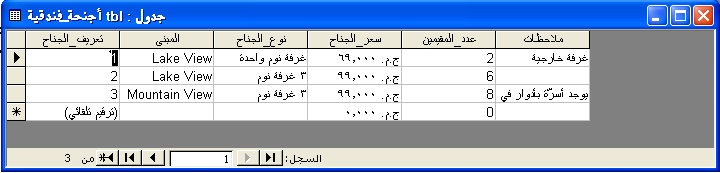 جدول : tbl أجنحة_فندقية
تعريف_الجناح المبنى نوع_الجناح سعر_الجناح عدد_المقيمين ملاحظات
1 Lake View غرفة نوم واحدة ج.م. ٦٩,٠٠٠ 2 غرفة خارجية
2 Lake View ٣ غرفة نوم ج.م. ٩٩,٠٠٠ 6
3 Mountain View ٣ غرفة نوم ج.م. ٩٩,٠٠٠ 8 يوجد أسرّة بأدوار في
(ترقيم تلقائي) ج.م. ٠,٠٠٠ 0
السجل: 1 من 3